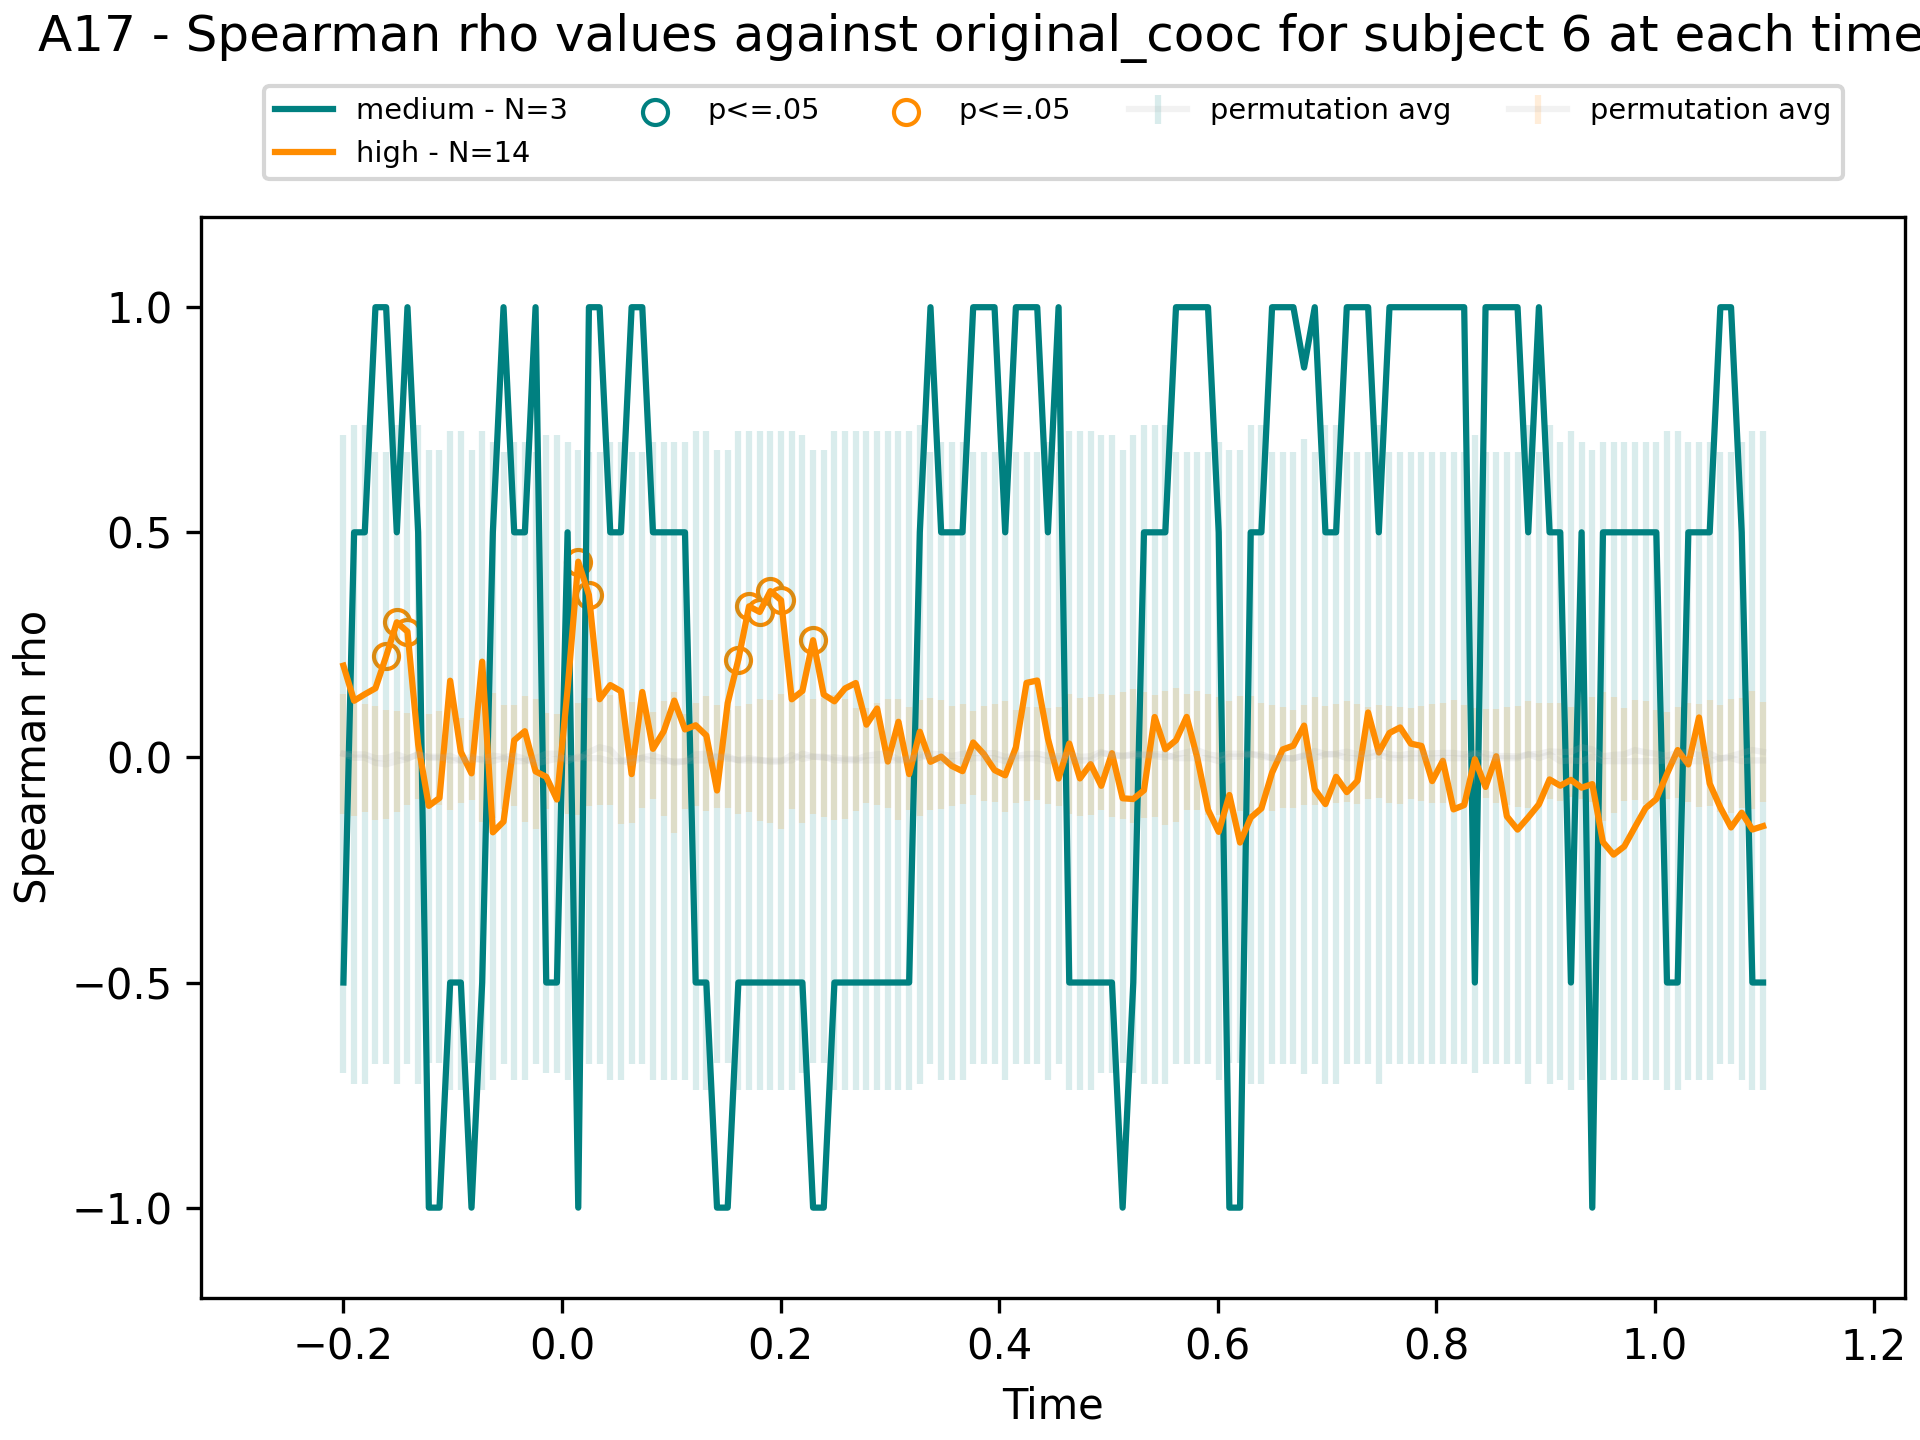 A17 - Spearman rho values against original_cooc for subject 6 at each time
medium - N=3
high - N=14
p<=.05
p<=.05
permutation avg
permutation avg
Spearman rho
1.0
0.5
0.0
−0.5
−1.0
−0.2 0.0 0.2 0.4 0.6 0.8 1.0 1.2
Time